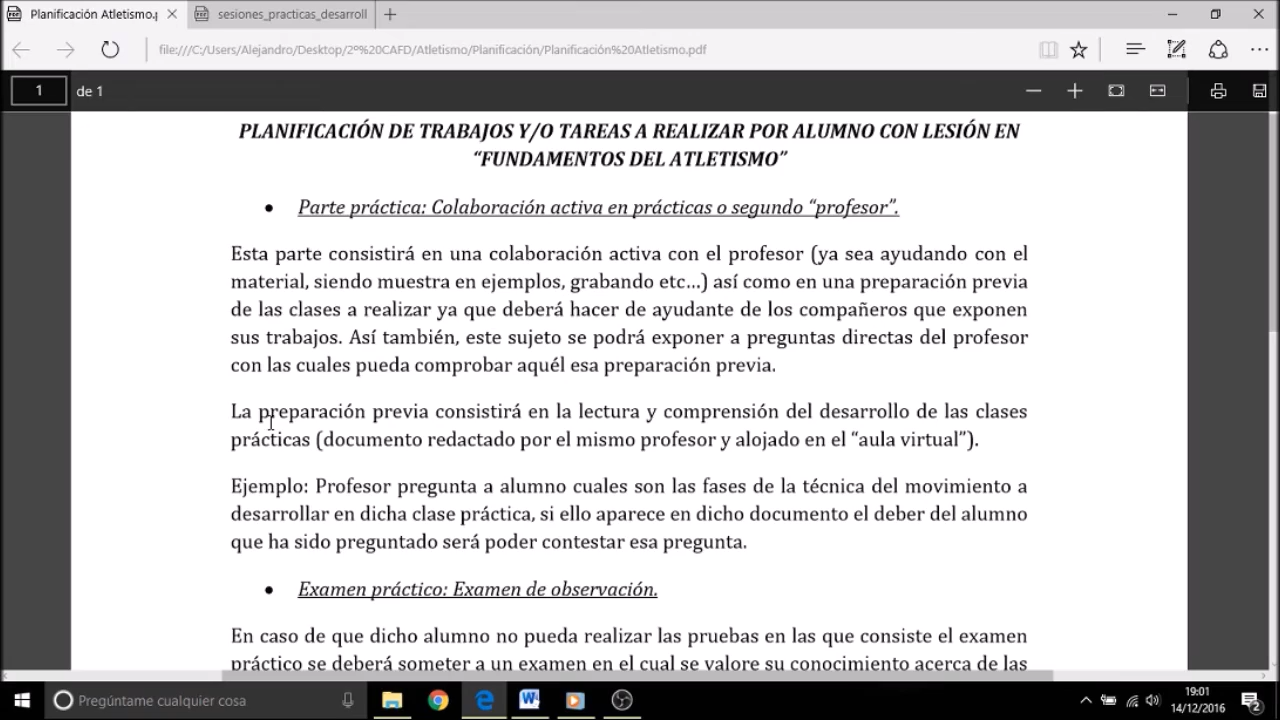 Planificación Atletismo.p
sesiones_practicas_desarroll
file:///C:/Users/Alejandro/Desktop/2º%20CAFD/Atletismo/Planificación/Planificación%20Atletismo.pdf
1 de 1
PLANIFICACIÓN DE TRABAJOS Y/O TAREAS A REALIZAR POR ALUMNO CON LESIÓN EN
“FUNDAMENTOS DEL ATLETISMO”
• Parte práctica: Colaboración activa en prácticas o segundo “profesor”.
Esta parte consistirá en una colaboración activa con el profesor (ya sea ayudando con el
material, siendo muestra en ejemplos, grabando etc…) así como en una preparación previa
de las clases a realizar ya que deberá hacer de ayudante de los compañeros que exponen
sus trabajos. Así también, este sujeto se podrá exponer a preguntas directas del profesor
con las cuales pueda comprobar aquél esa preparación previa.
La preparación previa consistirá en la lectura y comprensión del desarrollo de las clases
prácticas (documento redactado por el mismo profesor y alojado en el “aula virtual”).
Ejemplo: Profesor pregunta a alumno cuales son las fases de la técnica del movimiento a
desarrollar en dicha clase práctica, si ello aparece en dicho documento el deber del alumno
que ha sido preguntado será poder contestar esa pregunta.
• Examen práctico: Examen de observación.
En caso de que dicho alumno no pueda realizar las pruebas en las que consiste el examen
práctico se deberá someter a un examen en el cual se valore su conocimiento acerca de las
Pregúntame cualquier cosa
19:01
14/12/2016
2